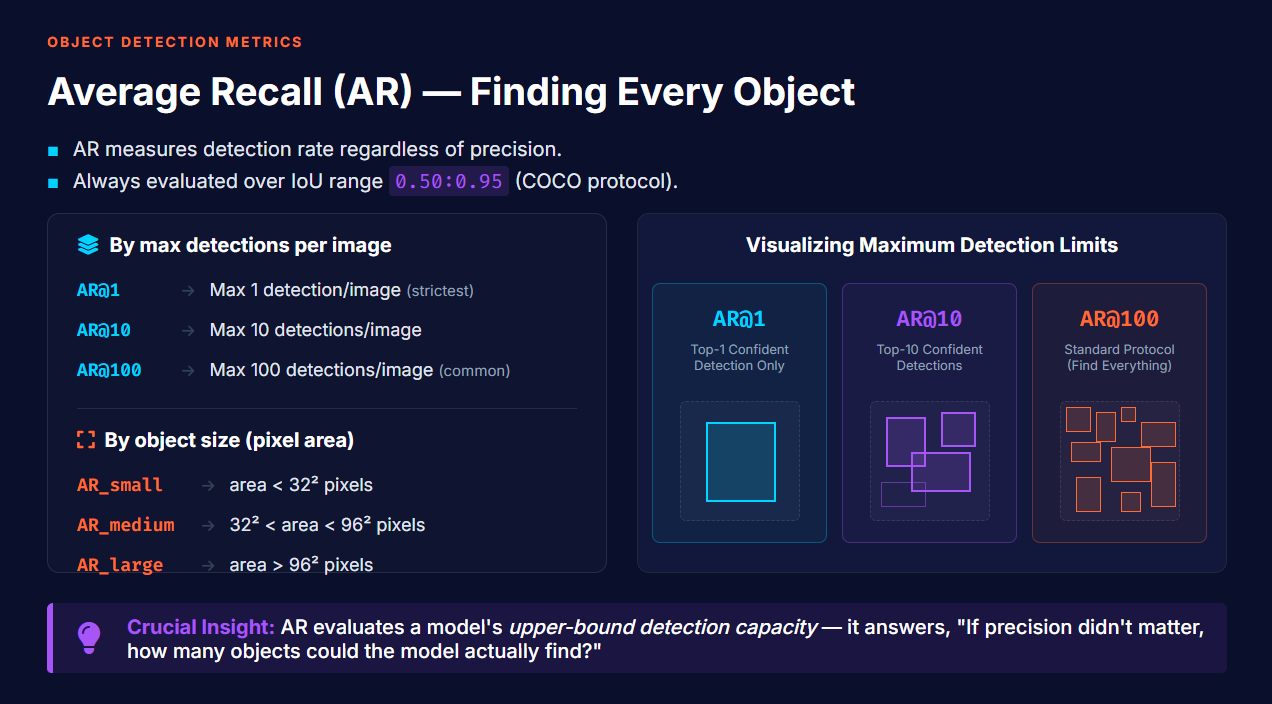 OBJECT DETECTION METRICS
Average Recall (AR) — Finding Every Object
AR measures detection rate regardless of precision.
Always evaluated over IoU range 0.50:0.95 (COCO protocol).
By max detections per image
AR@1 → Max 1 detection/image (strictest)
AR@10 → Max 10 detections/image
AR@100 → Max 100 detections/image (common)
By object size (pixel area)
AR_small → area < 32² pixels
AR_medium → 32² < area < 96² pixels
AR_large → area > 96² pixels
Visualizing Maximum Detection Limits
AR@1
Top-1 Confident
Detection Only
AR@10
Top-10 Confident
Detections
AR@100
Standard Protocol
(Find Everything)
Crucial Insight: AR evaluates a model's upper-bound detection capacity — it answers, "If precision didn't matter,
how many objects could the model actually find?"